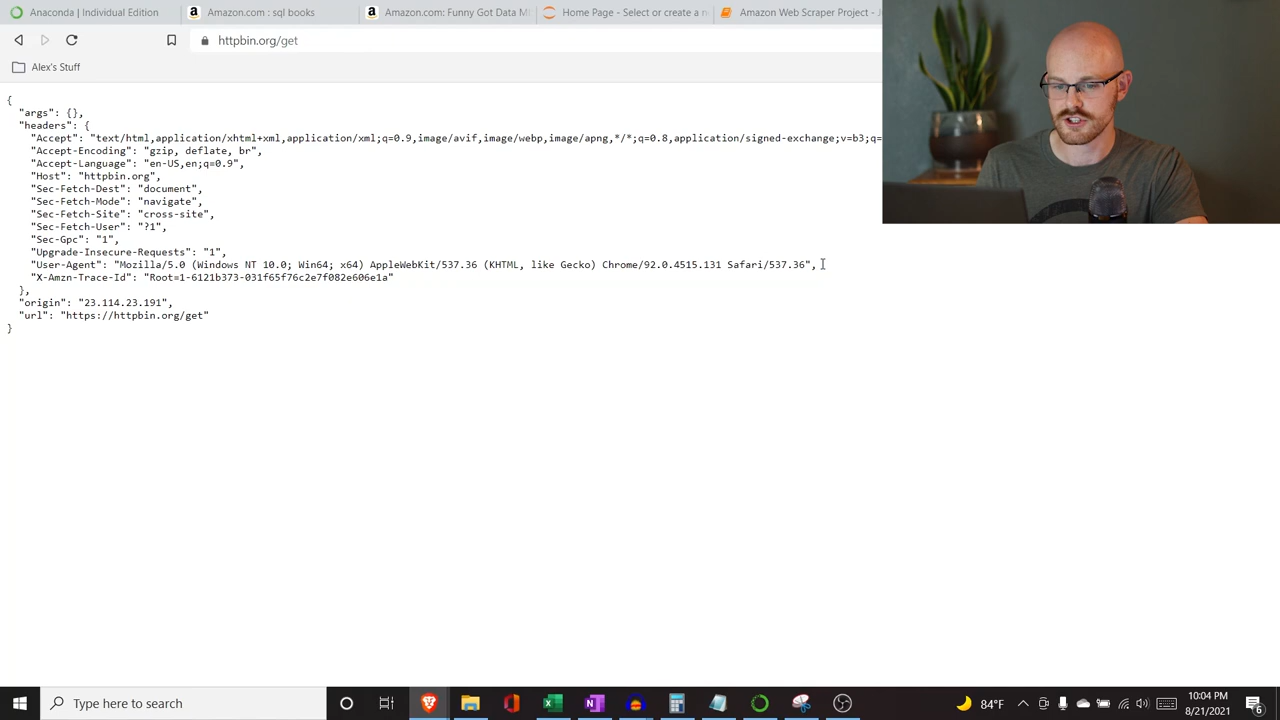 Anaconda | Individual Edition
Amazon.com : sql books
Amazon.com: Funny Got Data MI
Home Page - Select or create a n
Amazon Web Scraper Project - J
httpbin.org/get
Alex's Stuff
{
"args": {},
"headers": {
"Accept": "text/html,application/xhtml+xml,application/xml;q=0.9,image/avif,image/webp,image/apng,*/*;q=0.8,application/signed-exchange;v=b3;q=
"Accept-Encoding": "gzip, deflate, br",
"Accept-Language": "en-US,en;q=0.9",
"Host": "httpbin.org",
"Sec-Fetch-Dest": "document",
"Sec-Fetch-Mode": "navigate",
"Sec-Fetch-Site": "cross-site",
"Sec-Fetch-User": "?1",
"Sec-Gpc": "1",
"Upgrade-Insecure-Requests": "1",
"User-Agent": "Mozilla/5.0 (Windows NT 10.0; Win64; x64) AppleWebKit/537.36 (KHTML, like Gecko) Chrome/92.0.4515.131 Safari/537.36",
"X-Amzn-Trace-Id": "Root=1-6121b373-031f65f76c2e7f082e606e1a"
},
"origin": "23.114.23.191",
"url": "https://httpbin.org/get"
}
Type here to search
84°F
10:04 PM
8/21/2021
6